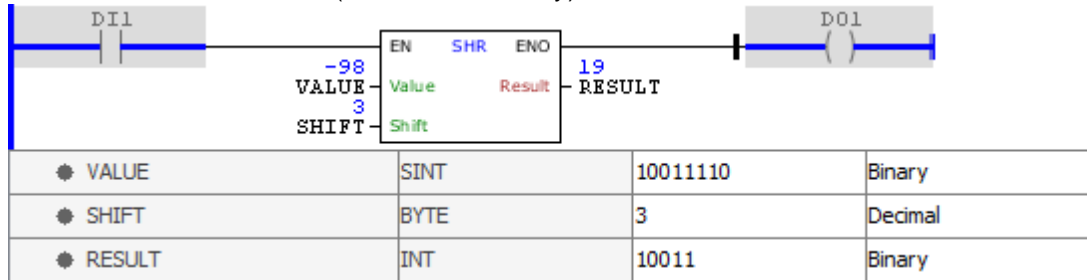 DI1 DO1
EN SHR ENO
-98 19
VALUE Value Result RESULT
3
SHIFT Shift
VALUE SINT 10011110 Binary
SHIFT BYTE 3 Decimal
RESULT INT 10011 Binary